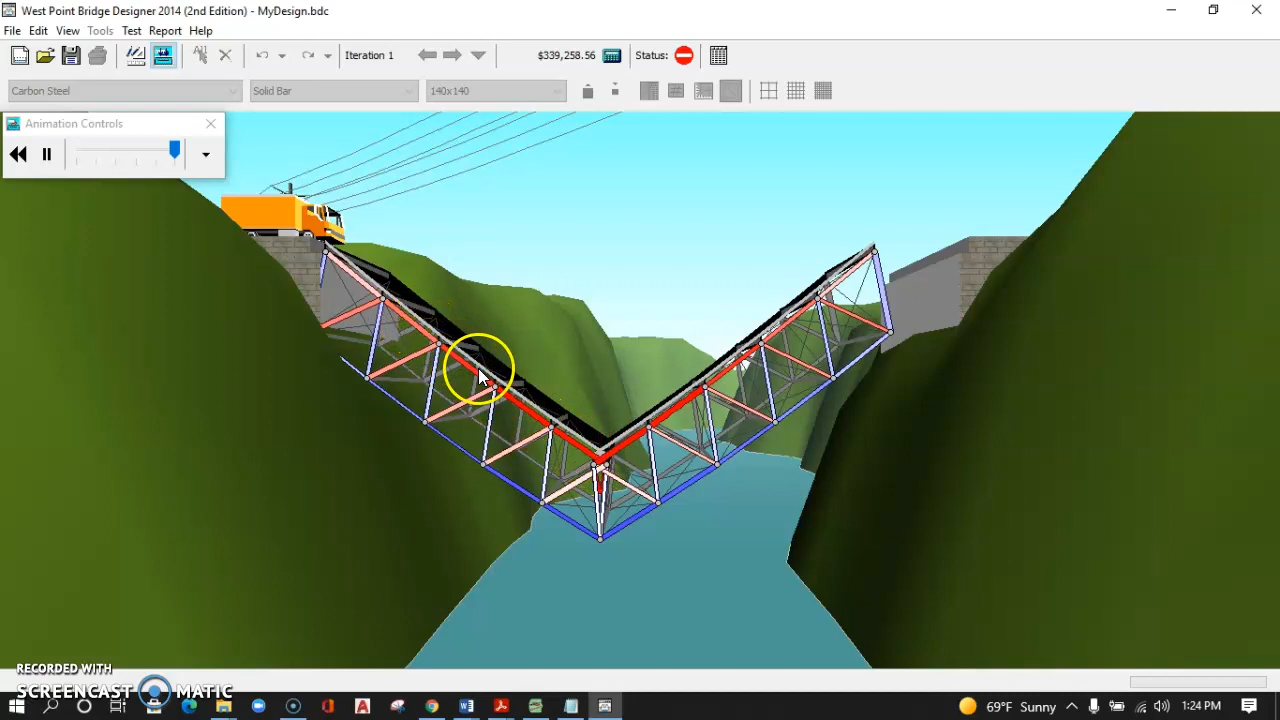 West Point Bridge Designer 2014 (2nd Edition) - MyDesign.bdc
File Edit View Tools Test Report Help
Iteration 1 $339,258.56 Status:
Carbon Steel Solid Bar 140x140
Animation Controls
RECORDED WITH
SCREENCAST MATIC
69°F Sunny 1:24 PM